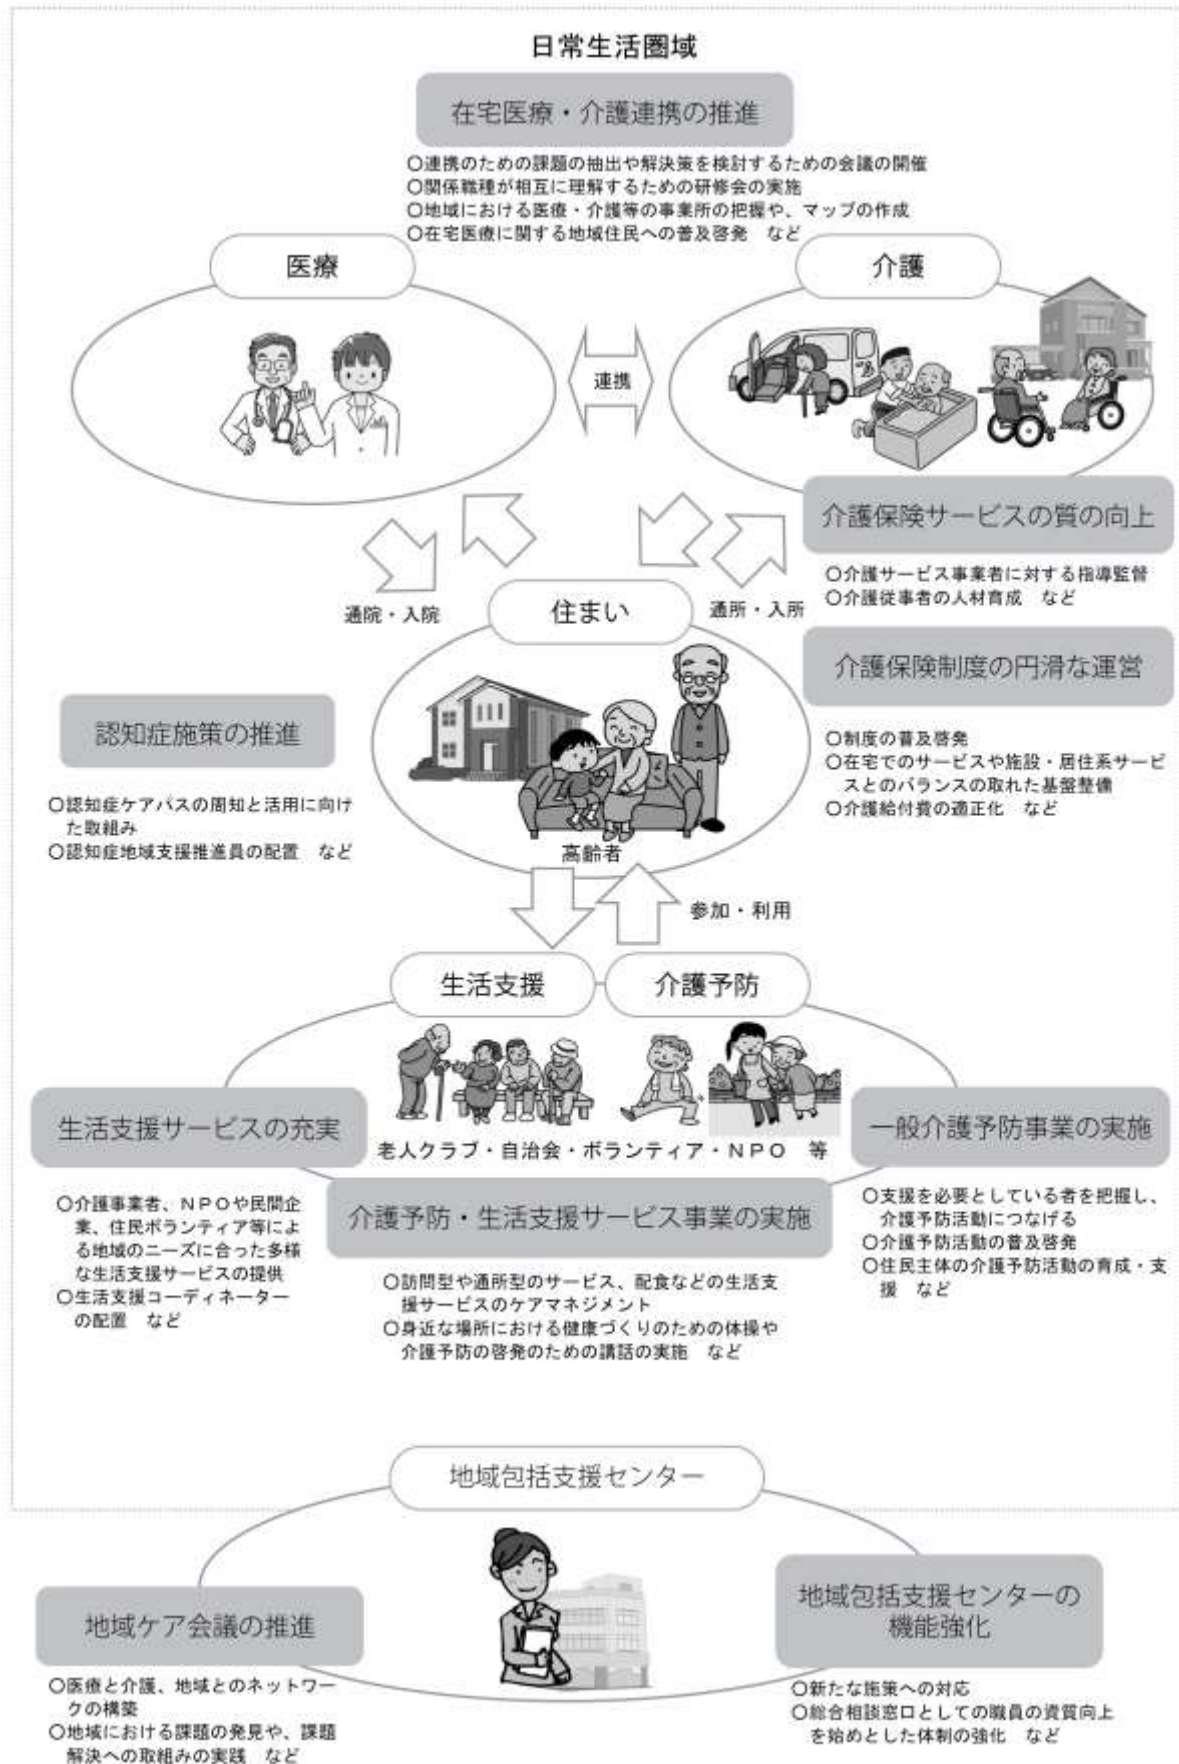 日常生活圏域
在宅医療・介護連携の推進
○連携のための課題の抽出や解決策を検討するための会議の開催
○関係職種が相互に理解するための研修会の実施
○地域における医療・介護等の事業所の把握や、マップの作成
○在宅医療に関する地域住民への普及啓発　など
医療
介護
連携
介護保険サービスの質の向上
○介護サービス事業者に対する指導監督
○介護従事者の人材育成　など
通院・入院
住まい
通所・入所
介護保険制度の円滑な運営
○制度の普及啓発
○在宅でのサービスや施設・居住系サービ
スとのバランスの取れた基盤整備
○介護給付費の適正化　など
認知症施策の推進
○認知症ケアパスの周知と活用に向け
た取組み
○認知症地域支援推進員の配置　など
高齢者
参加・利用
生活支援
介護予防
老人クラブ・自治会・ボランティア・ＮＰＯ　等
生活支援サービスの充実
○介護事業者、ＮＰＯや民間企
業、住民ボランティア等によ
る地域のニーズに合った多様
な生活支援サービスの提供
○生活支援コーディネーター
の配置　など
介護予防・生活支援サービス事業の実施
○訪問型や通所型のサービス、配食などの生活支
援サービスのケアマネジメント
○身近な場所における健康づくりのための体操や
介護予防の啓発のための講話の実施　など
一般介護予防事業の実施
○支援を必要としている者を把握し、
介護予防活動につなげる
○介護予防活動の普及啓発
○住民主体の介護予防活動の育成・支
援　など
地域包括支援センター
地域ケア会議の推進
○医療と介護、地域とのネットワー
クの構築
○地域における課題の発見や、課題
解決への取組みの実践　など
地域包括支援センターの
機能強化
○新たな施策への対応
○総合相談窓口としての職員の資質向上
を始めとした体制の強化　など